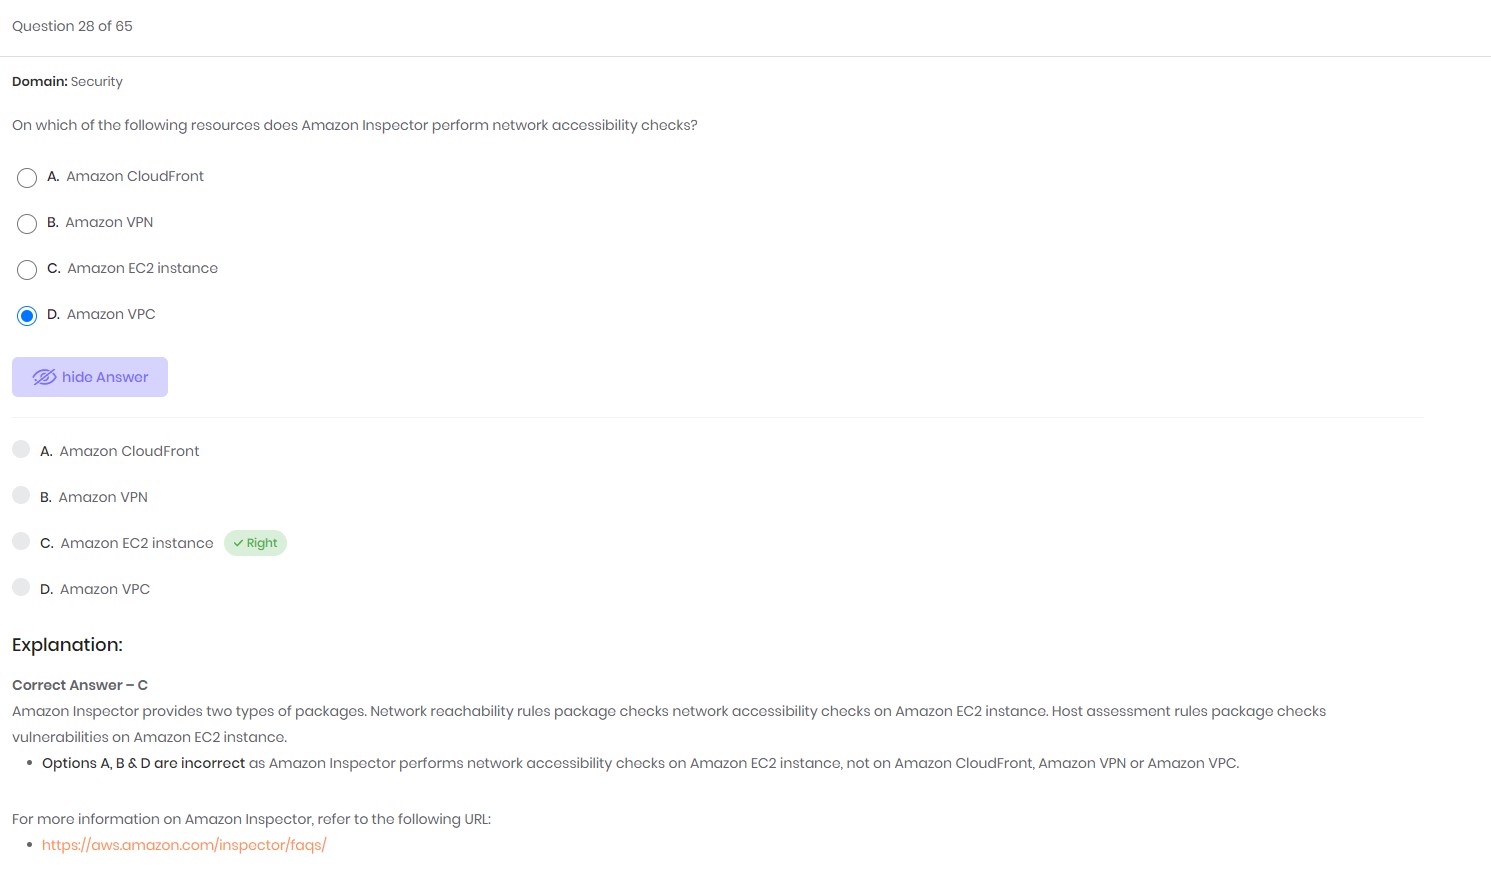 Question 28 of 65
Domain: Security
On which of the following resources does Amazon Inspector perform network accessibility checks?
A. Amazon CloudFront
B. Amazon VPN
C. Amazon EC2 instance
D. Amazon VPC
hide Answer
A. Amazon CloudFront
B. Amazon VPN
C. Amazon EC2 instance Right
D. Amazon VPC
Explanation:
Correct Answer – C
Amazon Inspector provides two types of packages. Network reachability rules package checks network accessibility checks on Amazon EC2 instance. Host assessment rules package checks
vulnerabilities on Amazon EC2 instance.
• Options A, B & D are incorrect as Amazon Inspector performs network accessibility checks on Amazon EC2 instance, not on Amazon CloudFront, Amazon VPN or Amazon VPC.
For more information on Amazon Inspector, refer to the following URL:
• https://aws.amazon.com/inspector/faqs/